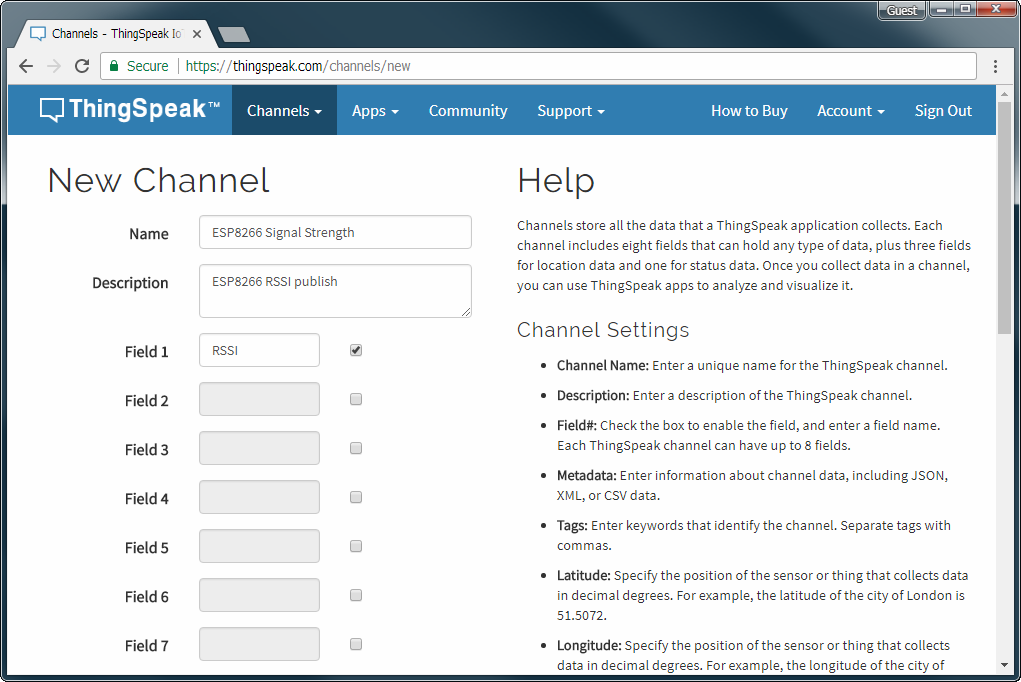 Guest
Channels - ThingSpeak Io
Secure https://thingspeak.com/channels/new
ThingSpeak™ Channels Apps Community Support How to Buy Account Sign Out
New Channel
Name ESP8266 Signal Strength
Description ESP8266 RSSI publish
Field 1 RSSI
Field 2
Field 3
Field 4
Field 5
Field 6
Field 7
Help
Channels store all the data that a ThingSpeak application collects. Each
channel includes eight fields that can hold any type of data, plus three fields
for location data and one for status data. Once you collect data in a channel,
you can use ThingSpeak apps to analyze and visualize it.
Channel Settings
• Channel Name: Enter a unique name for the ThingSpeak channel.
• Description: Enter a description of the ThingSpeak channel.
• Field#: Check the box to enable the field, and enter a field name.
Each ThingSpeak channel can have up to 8 fields.
• Metadata: Enter information about channel data, including JSON,
XML, or CSV data.
• Tags: Enter keywords that identify the channel. Separate tags with
commas.
• Latitude: Specify the position of the sensor or thing that collects data
in decimal degrees. For example, the latitude of the city of London is
51.5072.
• Longitude: Specify the position of the sensor or thing that collects
data in decimal degrees. For example, the longitude of the city of